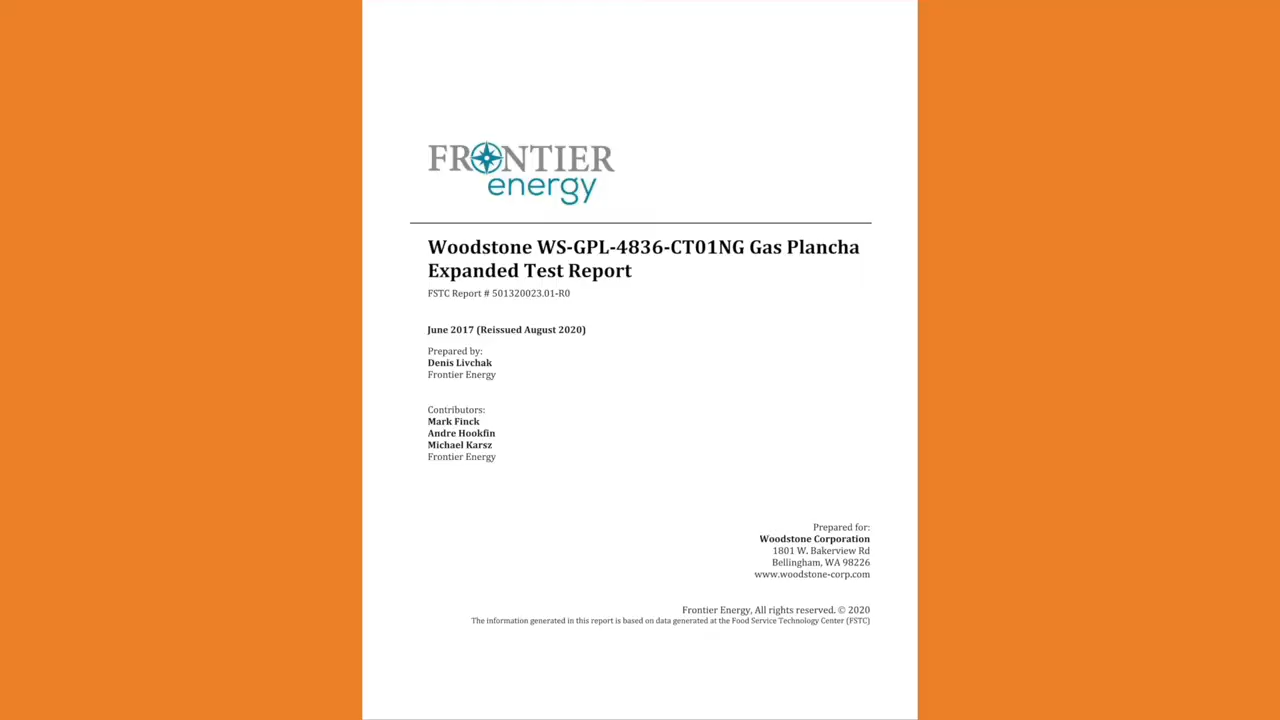 FRONTIER
energy
Woodstone WS-GPL-4836-CT01NG Gas Plancha
Expanded Test Report
FSTC Report # 501320023.01-R0
June 2017 (Reissued August 2020)
Prepared by:
Denis Livchak
Frontier Energy
Contributors:
Mark Finck
Andre Hookfin
Michael Karsz
Frontier Energy
Prepared for:
Woodstone Corporation
1801 W. Bakerview Rd
Bellingham, WA 98226
www.woodstone-corp.com
Frontier Energy, All rights reserved. © 2020
The information generated in this report is based on data generated at the Food Service Technology Center (FSTC)